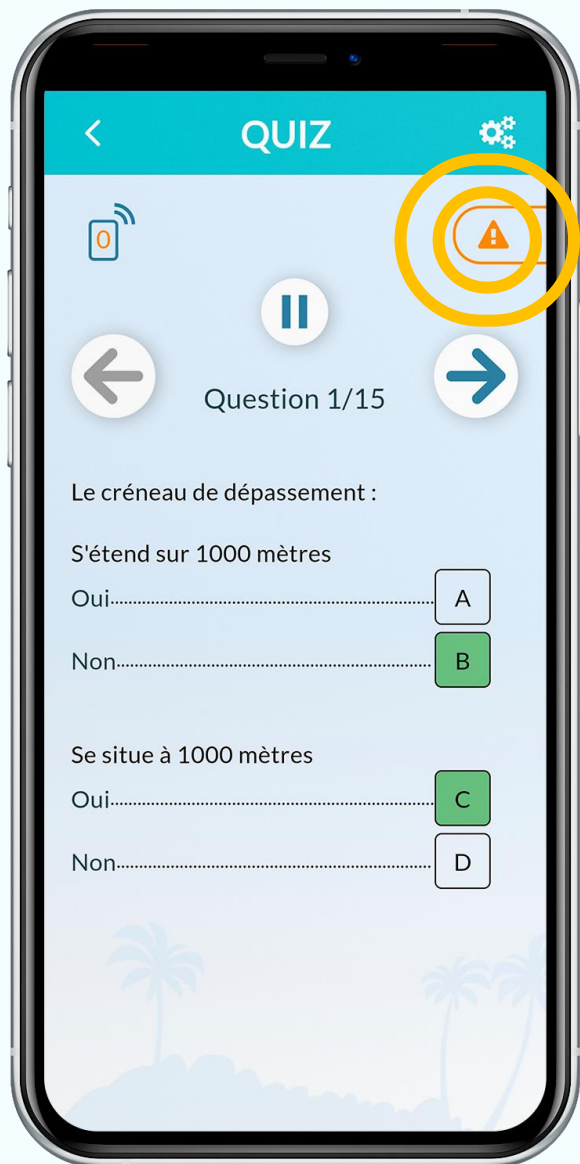 QUIZ
0
Question 1/15
Le créneau de dépassement :
S'étend sur 1000 mètres
Oui........................................ A
Non........................................ B
Se situe à 1000 mètres
Oui........................................ C
Non........................................ D